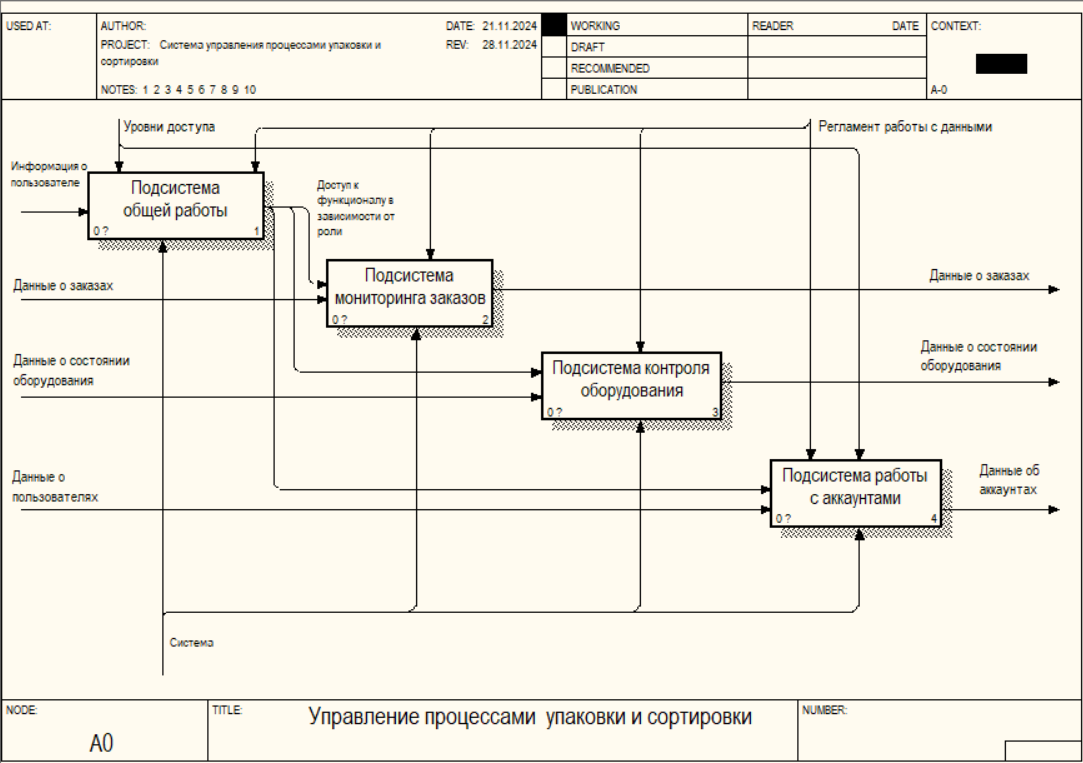 USED AT:
AUTHOR:
DATE: 21.11.2024
WORKING
READER
DATE
CONTEXT:
PROJECT: Система управления процессами упаковки и
сортировки
REV: 28.11.2024
DRAFT
RECOMMENDED
NOTES: 1 2 3 4 5 6 7 8 9 10
PUBLICATION
A-0
Уровни доступа
Регламент работы с данными
Информация о
пользователе
Подсистема
общей работы
0 ?
1
Доступ к
функционалу в
зависимости от
роли
Данные о заказах
Подсистема
мониторинга заказов
0 ?
2
Данные о заказах
Данные о состоянии
оборудования
Подсистема контроля
оборудования
0 ?
3
Данные о состоянии
оборудования
Данные о
пользователях
Подсистема работы
с аккаунтами
0 ?
4
Данные об
аккаунтах
Система
NODE:
A0
TITLE:
Управление процессами упаковки и сортировки
NUMBER: